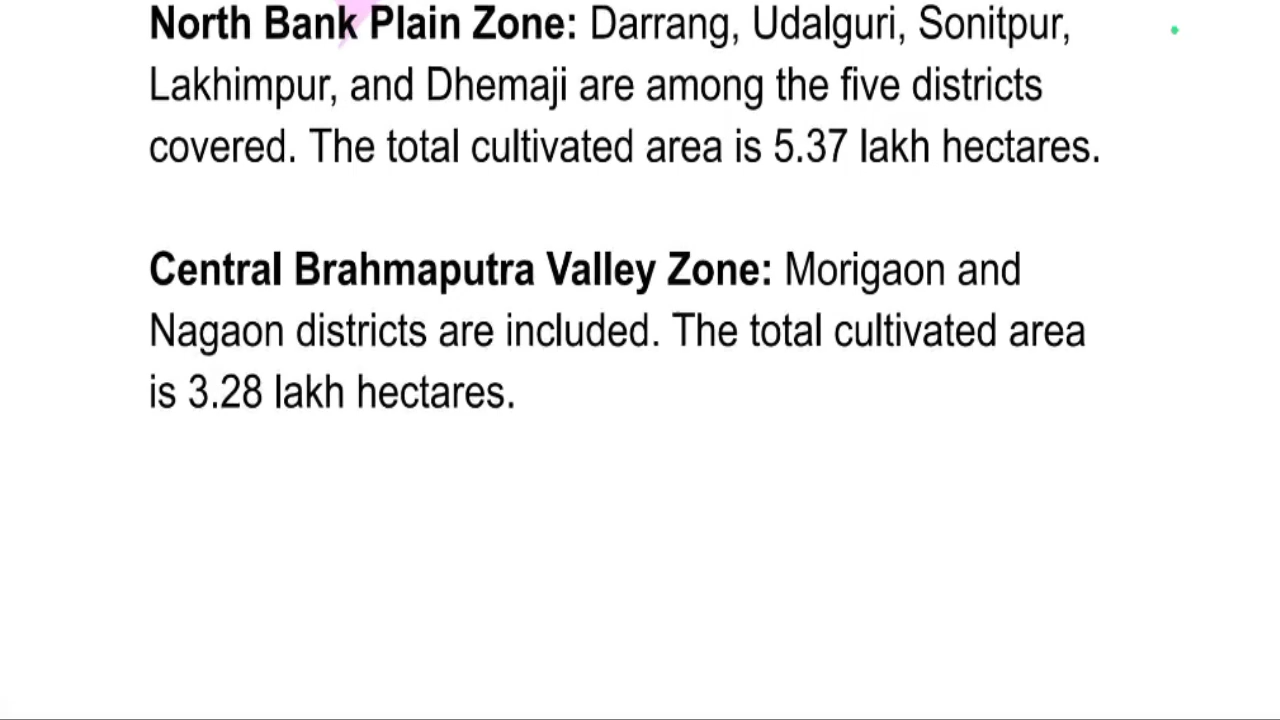 North Bank Plain Zone: Darrang, Udalguri, Sonitpur,
Lakhimpur, and Dhemaji are among the five districts
covered. The total cultivated area is 5.37 lakh hectares.
Central Brahmaputra Valley Zone: Morigaon and
Nagaon districts are included. The total cultivated area
is 3.28 lakh hectares.